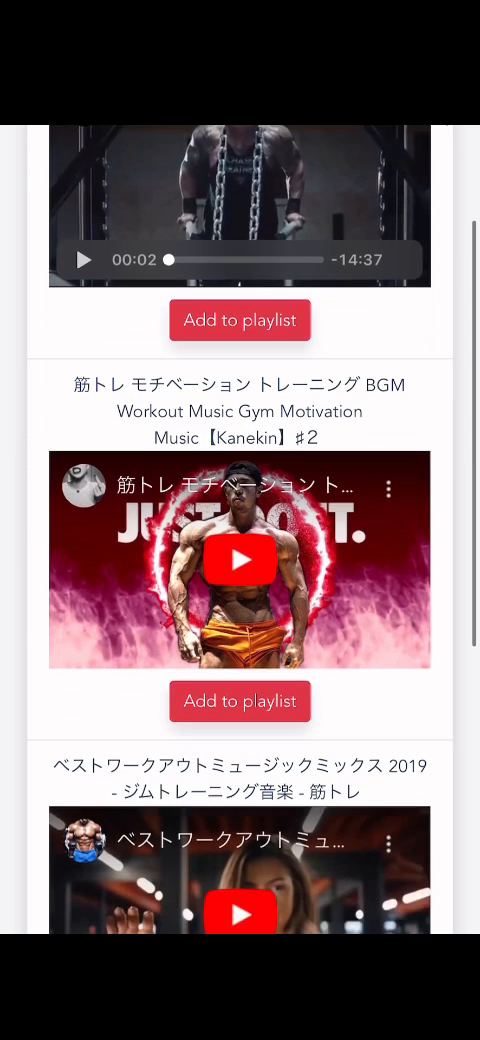 00:02
-14:37
Add to playlist
筋トレ モチベーション トレーニング BGM
Workout Music Gym Motivation
Music【Kanekin】♯2
筋トレ モチベーション ト...
Add to playlist
ベストワークアウトミュージックミックス 2019
- ジムトレーニング音楽 - 筋トレ
ベストワークアウトミュ...